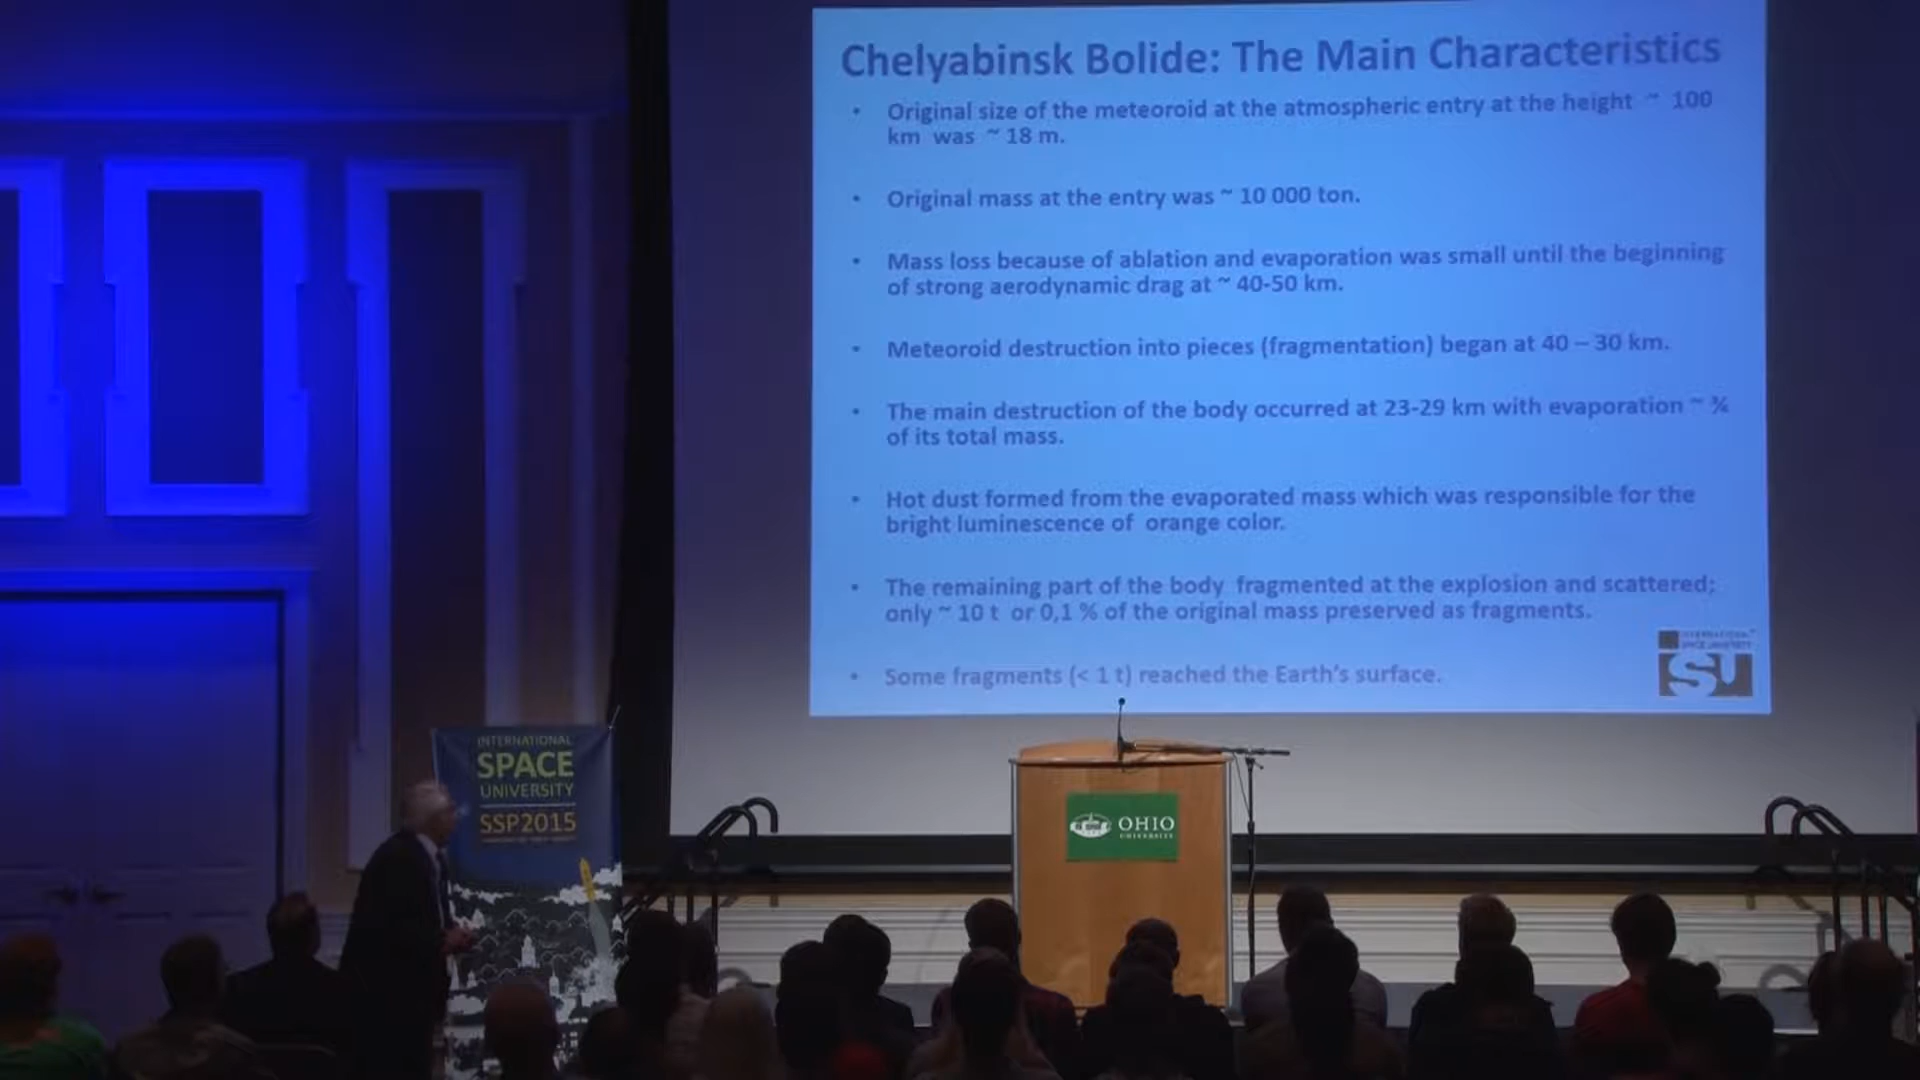 Chelyabinsk Bolide: The Main Characteristics
• Original size of the meteoroid at the atmospheric entry at the height ~ 100
km was ~ 18 m.
• Original mass at the entry was ~ 10 000 ton.
• Mass loss because of ablation and evaporation was small until the beginning
of strong aerodynamic drag at ~ 40-50 km.
• Meteoroid destruction into pieces (fragmentation) began at 40 – 30 km.
• The main destruction of the body occurred at 23-29 km with evaporation ~ ¾
of its total mass.
• Hot dust formed from the evaporated mass which was responsible for the
bright luminescence of orange color.
• The remaining part of the body fragmented at the explosion and scattered;
only ~ 10 t or 0,1 % of the original mass preserved as fragments.
• Some fragments (< 1 t) reached the Earth's surface.
INTERNATIONAL
SPACE UNIVERSITY
ISU
INTERNATIONAL
SPACE
UNIVERSITY
SSP2015
OHIO
UNIVERSITY